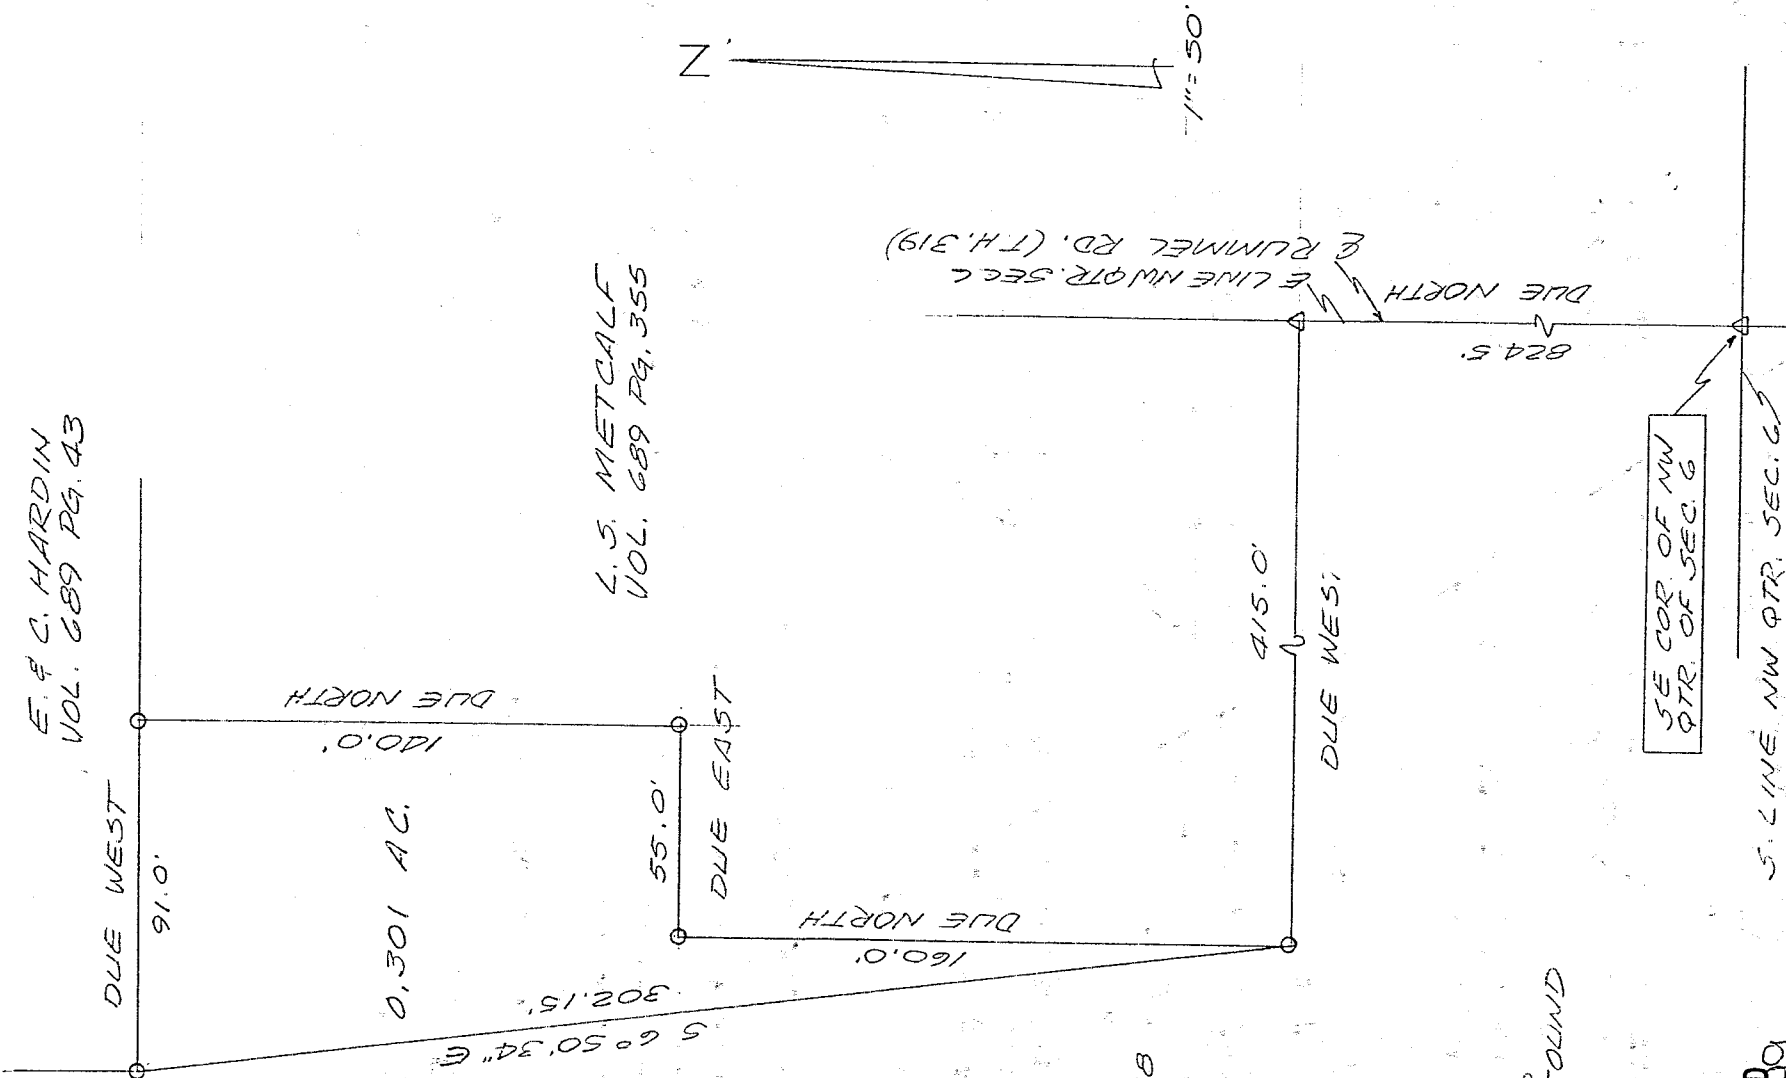 E. & C. HARDIN
VOL. 689 PG. 43
DUE WEST
91.0'
DUE NORTH
140.0'
0.301 AC.
L.S. METCALF
VOL. 689 PG. 355
N
1"=50'
55.0'
DUE EAST
DUE NORTH
160.0'
S 6° 50' 34" E
302.15'
415.0'
DUE WEST
E LINE NW QTR. SEC 6
℄ RUMMEL RD. (T.H. 319)
DUE NORTH
824.5'
SE COR. OF NW
QTR. OF SEC. 6
S. LINE NW QTR. SEC. 6
8